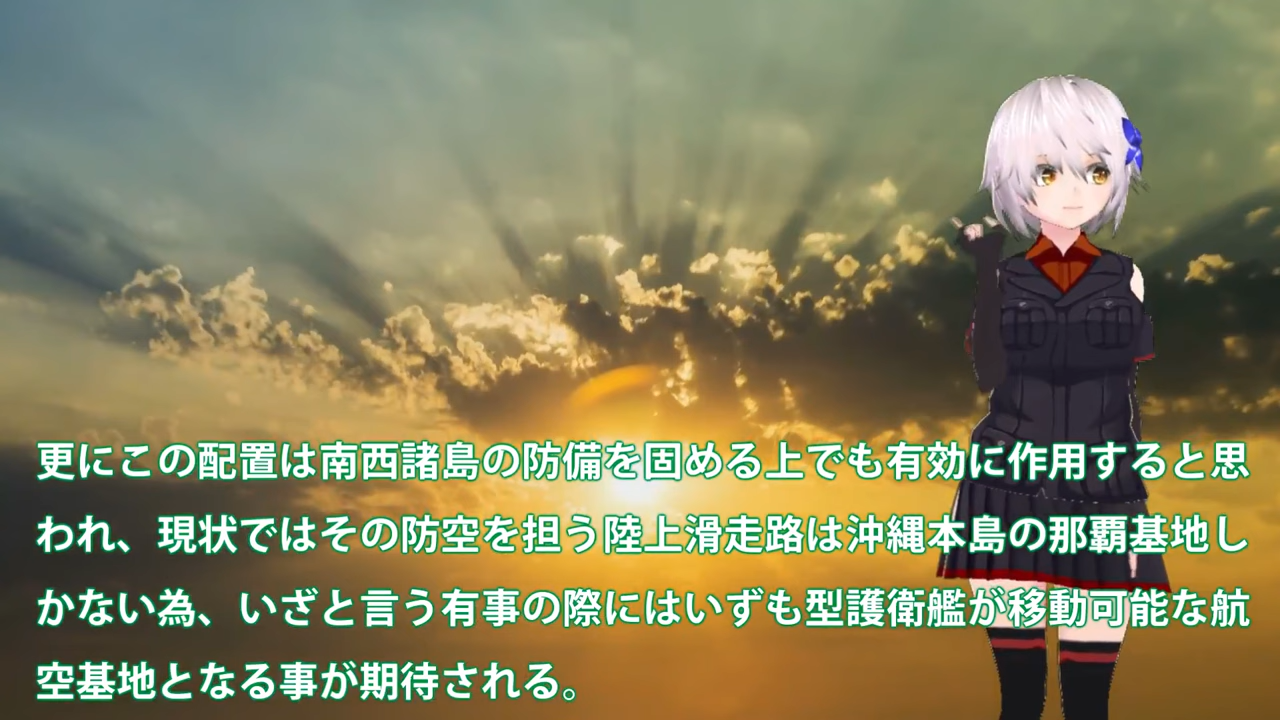 更にこの配置は南西諸島の防備を固める上でも有効に作用すると思
われ、現状ではその防空を担う陸上滑走路は沖縄本島の那覇基地し
かない為、いざと言う有事の際にはいずも型護衛艦が移動可能な航
空基地となる事が期待される。